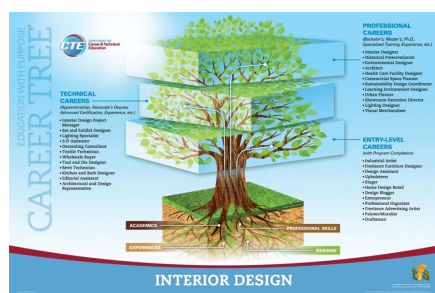 EDUCATION WITH PURPOSE
CAREER TREE
CTE
Career & Technical
Education
PROFESSIONAL
CAREERS
(Bachelor's, Master's, Ph.D.,
Specialized Training, Experience, etc.)
• Interior Designer
• Historical Preservationist
• Environmental Designer
• Architect
• Health Care Facility Designer
• Commercial Space Planner
• Sustainability Design Coordinator
• Learning Environment Designer
• Urban Planner
• Showroom Executive Director
• Lighting Designer
• Visual Merchandiser
TECHNICAL
CAREERS
(Apprenticeship, Associate's Degree,
Advanced Certification, Experience, etc.)
• Interior Design Project
Manager
• Set and Exhibit Designer
• Lighting Specialist
• 3-D Animator
• Decorating Consultant
• Textile Technician
• Wholesale Buyer
• Tool and Die Designer
• Revit Technician
• Kitchen and Bath Designer
• Editorial Assistant
• Architectural and Design
Representative
ENTRY-LEVEL
CAREERS
(with Program Completion)
• Industrial Artist
• Freelance Furniture Designer
• Design Assistant
• Upholsterer
• Stager
• Home Design Retail
• Design Blogger
• Entrepreneur
• Professional Organizer
• Freelance Advertising Artist
• Painter/Muralist
• Draftsman
ACADEMICS
PROFESSIONAL SKILLS
EXPERIENCES
PASSION
INTERIOR DESIGN